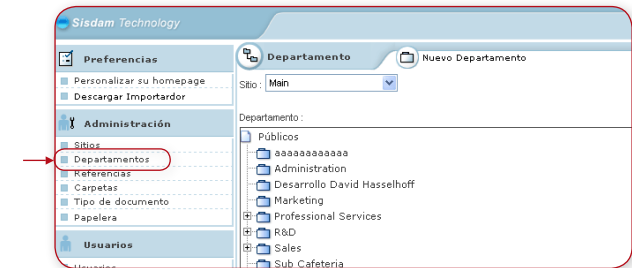 Sisdam Technology
Preferencias
Personalizar su homepage
Descargar Importardor
Administración
Sitios
Departamentos
Referencias
Carpetas
Tipo de documento
Papelera
Usuarios
Usuarios
Departamento
Nuevo Departamento
Sitio : Main
Departamento :
Públicos
aaaaaaaaaaaa
Administration
Desarrollo David Hasselhoff
Marketing
Professional Services
R&D
Sales
Sub Cafeteria